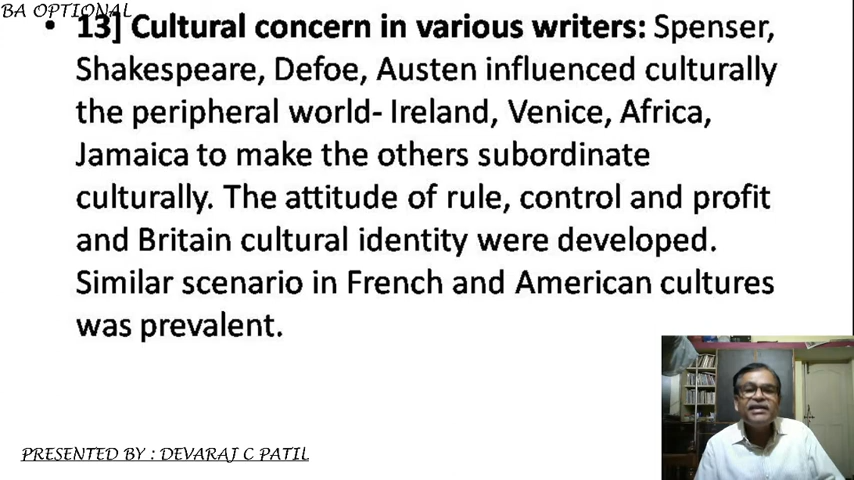 BA OPTIONAL
• 13] Cultural concern in various writers: Spenser,
Shakespeare, Defoe, Austen influenced culturally
the peripheral world- Ireland, Venice, Africa,
Jamaica to make the others subordinate
culturally. The attitude of rule, control and profit
and Britain cultural identity were developed.
Similar scenario in French and American cultures
was prevalent.
PRESENTED BY : DEVARAJ C PATIL